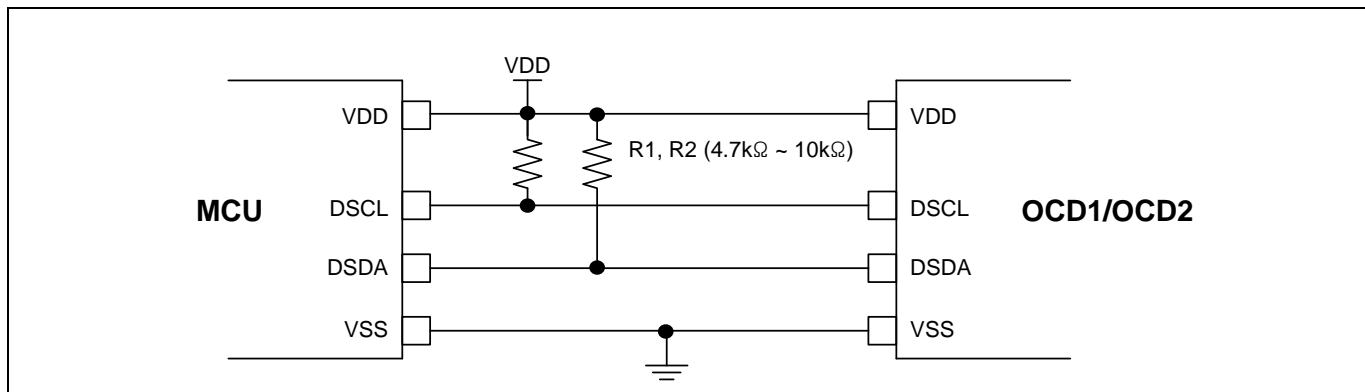 VDD
VDD
VDD
R1, R2 (4.7kΩ ~ 10kΩ)
MCU
DSCL
DSCL
OCD1/OCD2
DSDA
DSDA
VSS
VSS